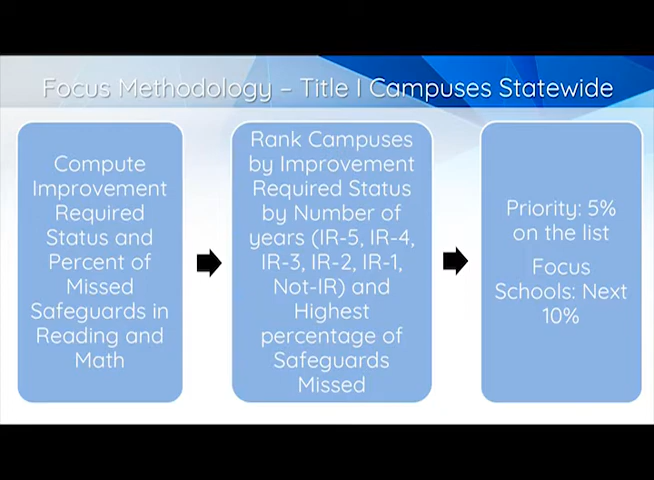 Focus Methodology – Title I Campuses Statewide
Compute
Improvement
Required
Status and
Percent of
Missed
Safeguards in
Reading and
Math
Rank Campuses
by Improvement
Required Status
by Number of
years (IR-5, IR-4,
IR-3, IR-2, IR-1,
Not-IR) and
Highest
percentage of
Safeguards
Missed
Priority: 5%
on the list
Focus
Schools: Next
10%